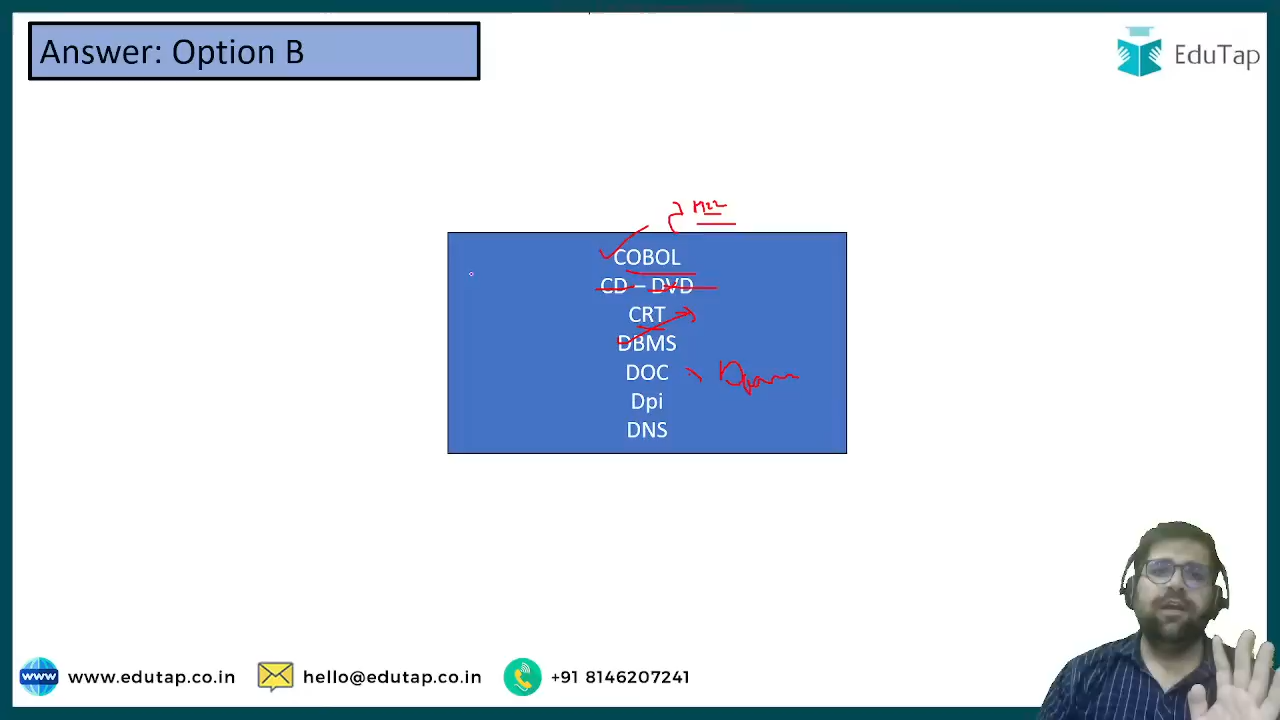 Answer: Option B
EduTap
COBOL
CD – DVD
CRT
DBMS
DOC
Dpi
DNS
www
www.edutap.co.in
hello@edutap.co.in
+91 8146207241